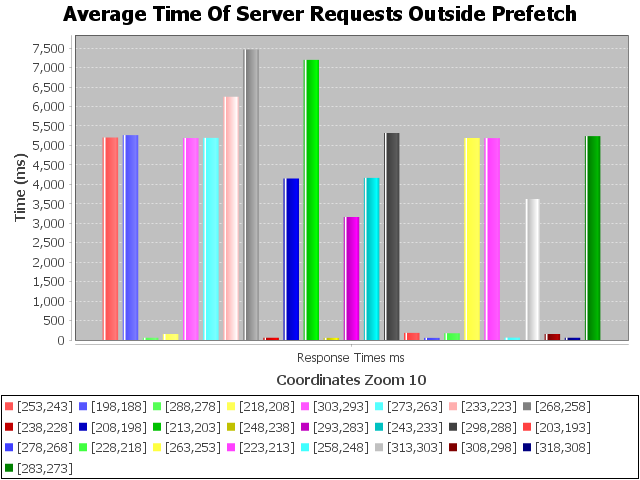 Average Time Of Server Requests Outside Prefetch
Time (ms)
7,500
7,000
6,500
6,000
5,500
5,000
4,500
4,000
3,500
3,000
2,500
2,000
1,500
1,000
500
0
Response Times ms
Coordinates Zoom 10
[253,243] [198,188] [288,278] [218,208] [303,293] [273,263] [233,223] [268,258]
[238,228] [208,198] [213,203] [248,238] [293,283] [243,233] [298,288] [203,193]
[278,268] [228,218] [263,253] [223,213] [258,248] [313,303] [308,298] [318,308]
[283,273]